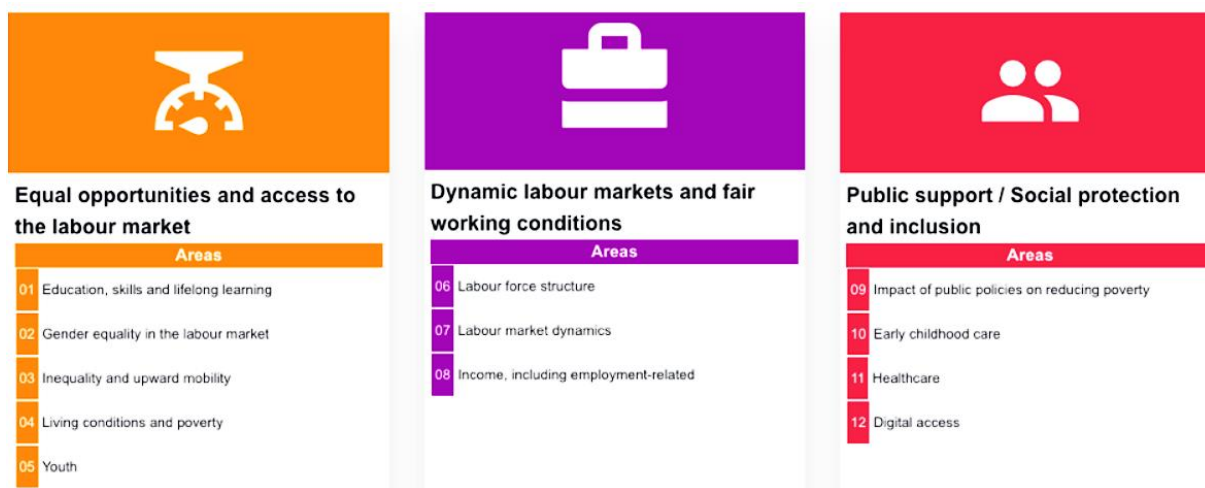 Equal opportunities and access to
the labour market
Areas
01 Education, skills and lifelong learning
02 Gender equality in the labour market
03 Inequality and upward mobility
04 Living conditions and poverty
05 Youth
Dynamic labour markets and fair
working conditions
Areas
06 Labour force structure
07 Labour market dynamics
08 Income, including employment-related
Public support / Social protection
and inclusion
Areas
09 Impact of public policies on reducing poverty
10 Early childhood care
11 Healthcare
12 Digital access